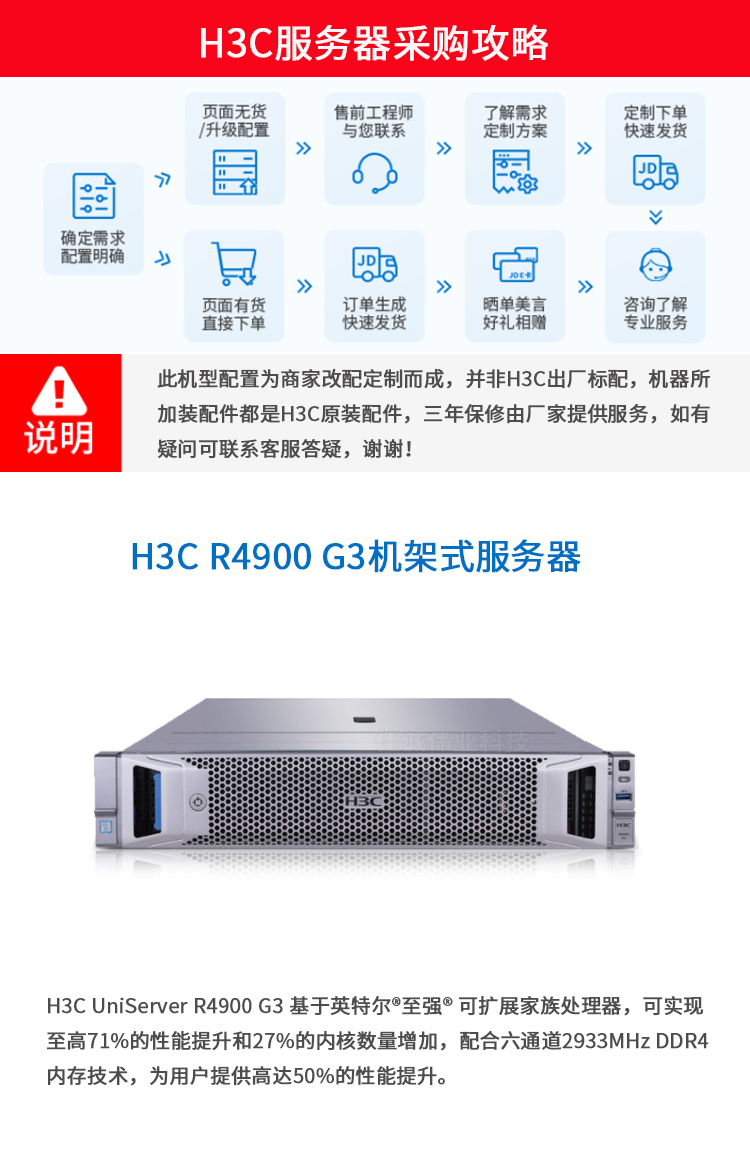 H3C服务器采购攻略
页面无货
/升级配置
售前工程师
与您联系
了解需求
定制方案
定制下单
快速发货
JD
确定需求
配置明确
页面有货
直接下单
JD
订单生成
快速发货
JDE卡
晒单美言
好礼相赠
咨询了解
专业服务
说明
此机型配置为商家改配定制而成，并非H3C出厂标配，机器所
加装配件都是H3C原装配件，三年保修由厂家提供服务，如有
疑问可联系客服答疑，谢谢！
H3C R4900 G3机架式服务器
H3C
H3C
H3C UniServer R4900 G3 基于英特尔®至强® 可扩展家族处理器，可实现
至高71%的性能提升和27%的内核数量增加，配合六通道2933MHz DDR4
内存技术，为用户提供高达50%的性能提升。